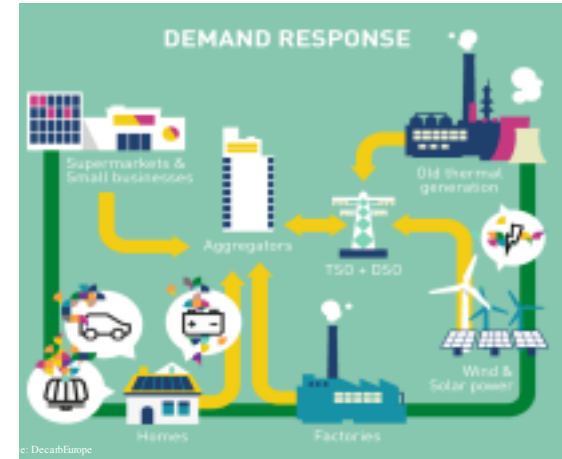 DEMAND RESPONSE
Supermarkets &
Small businesses
Old thermal
generation
Aggregators
TSO + DSO
Wind &
Solar power
Homes
Factories
e: DecarbEurope